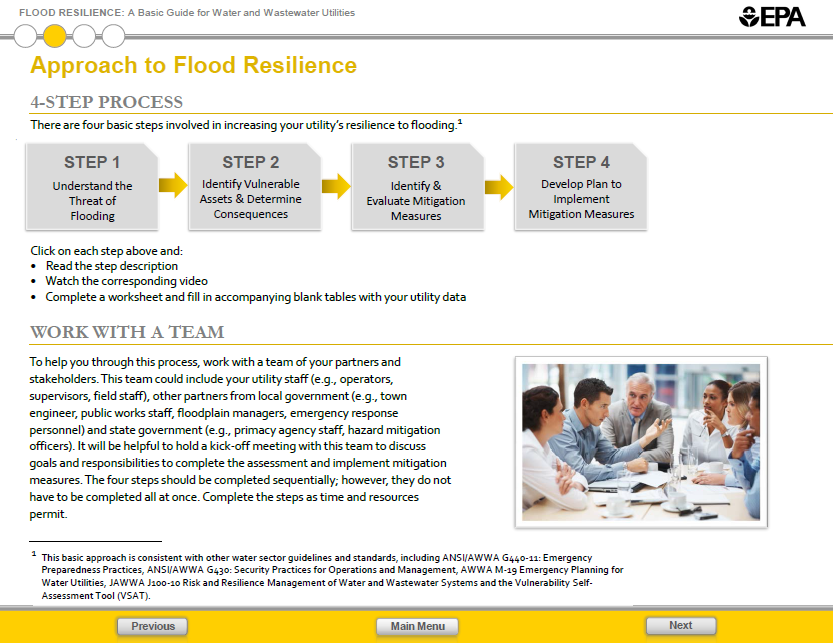 FLOOD RESILIENCE: A Basic Guide for Water and Wastewater Utilities
EPA
Approach to Flood Resilience
4-STEP PROCESS
There are four basic steps involved in increasing your utility's resilience to flooding.¹
STEP 1
Understand the
Threat of
Flooding
STEP 2
Identify Vulnerable
Assets & Determine
Consequences
STEP 3
Identify &
Evaluate Mitigation
Measures
STEP 4
Develop Plan to
Implement
Mitigation Measures
Click on each step above and:
• Read the step description
• Watch the corresponding video
• Complete a worksheet and fill in accompanying blank tables with your utility data
WORK WITH A TEAM
To help you through this process, work with a team of your partners and
stakeholders. This team could include your utility staff (e.g., operators,
supervisors, field staff), other partners from local government (e.g., town
engineer, public works staff, floodplain managers, emergency response
personnel) and state government (e.g., primacy agency staff, hazard mitigation
officers). It will be helpful to hold a kick-off meeting with this team to discuss
goals and responsibilities to complete the assessment and implement mitigation
measures. The four steps should be completed sequentially; however, they do not
have to be completed all at once. Complete the steps as time and resources
permit.
¹ This basic approach is consistent with other water sector guidelines and standards, including ANSI/AWWA G440-11: Emergency
Preparedness Practices, ANSI/AWWA G430: Security Practices for Operations and Management, AWWA M-19 Emergency Planning for
Water Utilities, JAWWA J100-10 Risk and Resilience Management of Water and Wastewater Systems and the Vulnerability Self-
Assessment Tool (VSAT).
Previous
Main Menu
Next